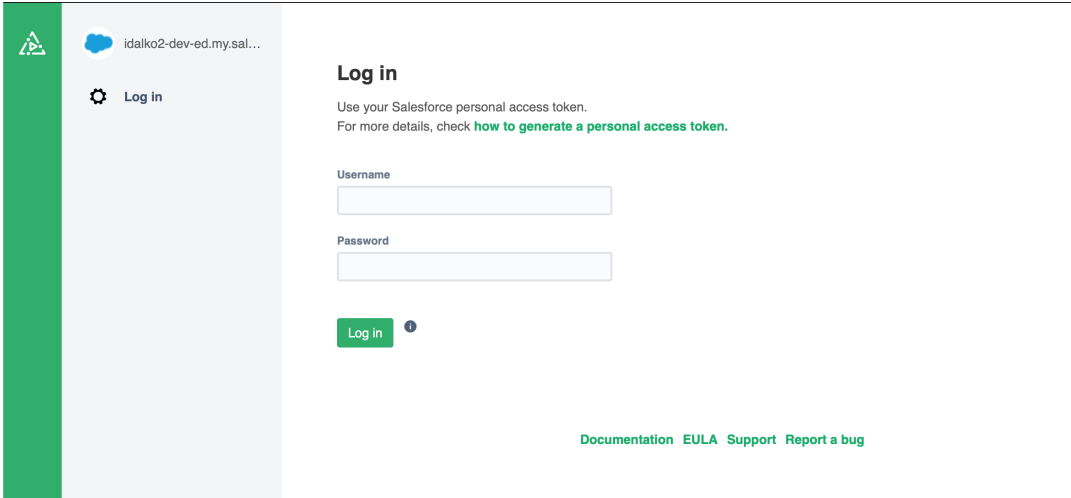 idalko2-dev-ed.my.sal...
Log in
Log in
Use your Salesforce personal access token.
For more details, check how to generate a personal access token.
Username
Password
Log in
Documentation EULA Support Report a bug